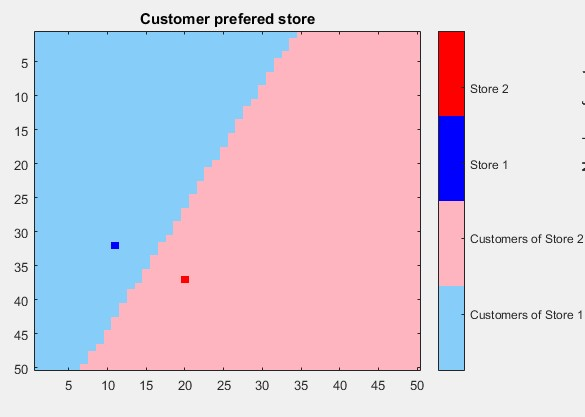 Customer prefered store
5
10
15
20
25
30
35
40
45
50
5 10 15 20 25 30 35 40 45 50
Store 2
Store 1
Customers of Store 2
Customers of Store 1